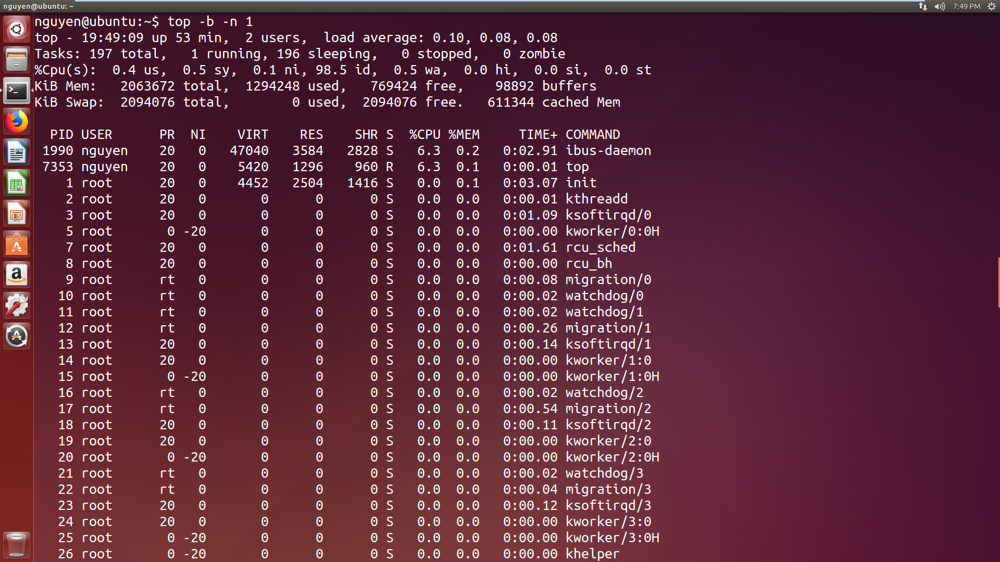 nguyen@ubuntu: ~
7:49 PM
nguyen@ubuntu:~$ top -b -n 1
top - 19:49:09 up 53 min,  2 users,  load average: 0.10, 0.08, 0.08
Tasks: 197 total,   1 running, 196 sleeping,   0 stopped,   0 zombie
%Cpu(s):  0.4 us,  0.5 sy,  0.1 ni, 98.5 id,  0.5 wa,  0.0 hi,  0.0 si,  0.0 st
KiB Mem:   2063672 total,  1294248 used,   769424 free,    98892 buffers
KiB Swap:  2094076 total,        0 used,  2094076 free.   611344 cached Mem
  PID USER      PR  NI    VIRT    RES    SHR S  %CPU %MEM     TIME+ COMMAND
 1990 nguyen    20   0   47040   3584   2828 S   6.3  0.2   0:02.91 ibus-daemon
 7353 nguyen    20   0    5420   1296    960 R   6.3  0.1   0:00.01 top
    1 root      20   0    4452   2504   1416 S   0.0  0.1   0:03.07 init
    2 root      20   0       0      0      0 S   0.0  0.0   0:00.01 kthreadd
    3 root      20   0       0      0      0 S   0.0  0.0   0:01.09 ksoftirqd/0
    5 root       0 -20       0      0      0 S   0.0  0.0   0:00.00 kworker/0:0H
    7 root      20   0       0      0      0 S   0.0  0.0   0:01.61 rcu_sched
    8 root      20   0       0      0      0 S   0.0  0.0   0:00.00 rcu_bh
    9 root      rt   0       0      0      0 S   0.0  0.0   0:00.08 migration/0
   10 root      rt   0       0      0      0 S   0.0  0.0   0:00.02 watchdog/0
   11 root      rt   0       0      0      0 S   0.0  0.0   0:00.02 watchdog/1
   12 root      rt   0       0      0      0 S   0.0  0.0   0:00.26 migration/1
   13 root      20   0       0      0      0 S   0.0  0.0   0:00.14 ksoftirqd/1
   14 root      20   0       0      0      0 S   0.0  0.0   0:00.00 kworker/1:0
   15 root       0 -20       0      0      0 S   0.0  0.0   0:00.00 kworker/1:0H
   16 root      rt   0       0      0      0 S   0.0  0.0   0:00.02 watchdog/2
   17 root      rt   0       0      0      0 S   0.0  0.0   0:00.54 migration/2
   18 root      20   0       0      0      0 S   0.0  0.0   0:00.11 ksoftirqd/2
   19 root      20   0       0      0      0 S   0.0  0.0   0:00.00 kworker/2:0
   20 root       0 -20       0      0      0 S   0.0  0.0   0:00.00 kworker/2:0H
   21 root      rt   0       0      0      0 S   0.0  0.0   0:00.02 watchdog/3
   22 root      rt   0       0      0      0 S   0.0  0.0   0:00.04 migration/3
   23 root      20   0       0      0      0 S   0.0  0.0   0:00.12 ksoftirqd/3
   24 root      20   0       0      0      0 S   0.0  0.0   0:00.00 kworker/3:0
   25 root       0 -20       0      0      0 S   0.0  0.0   0:00.00 kworker/3:0H
   26 root       0 -20       0      0      0 S   0.0  0.0   0:00.00 khelper